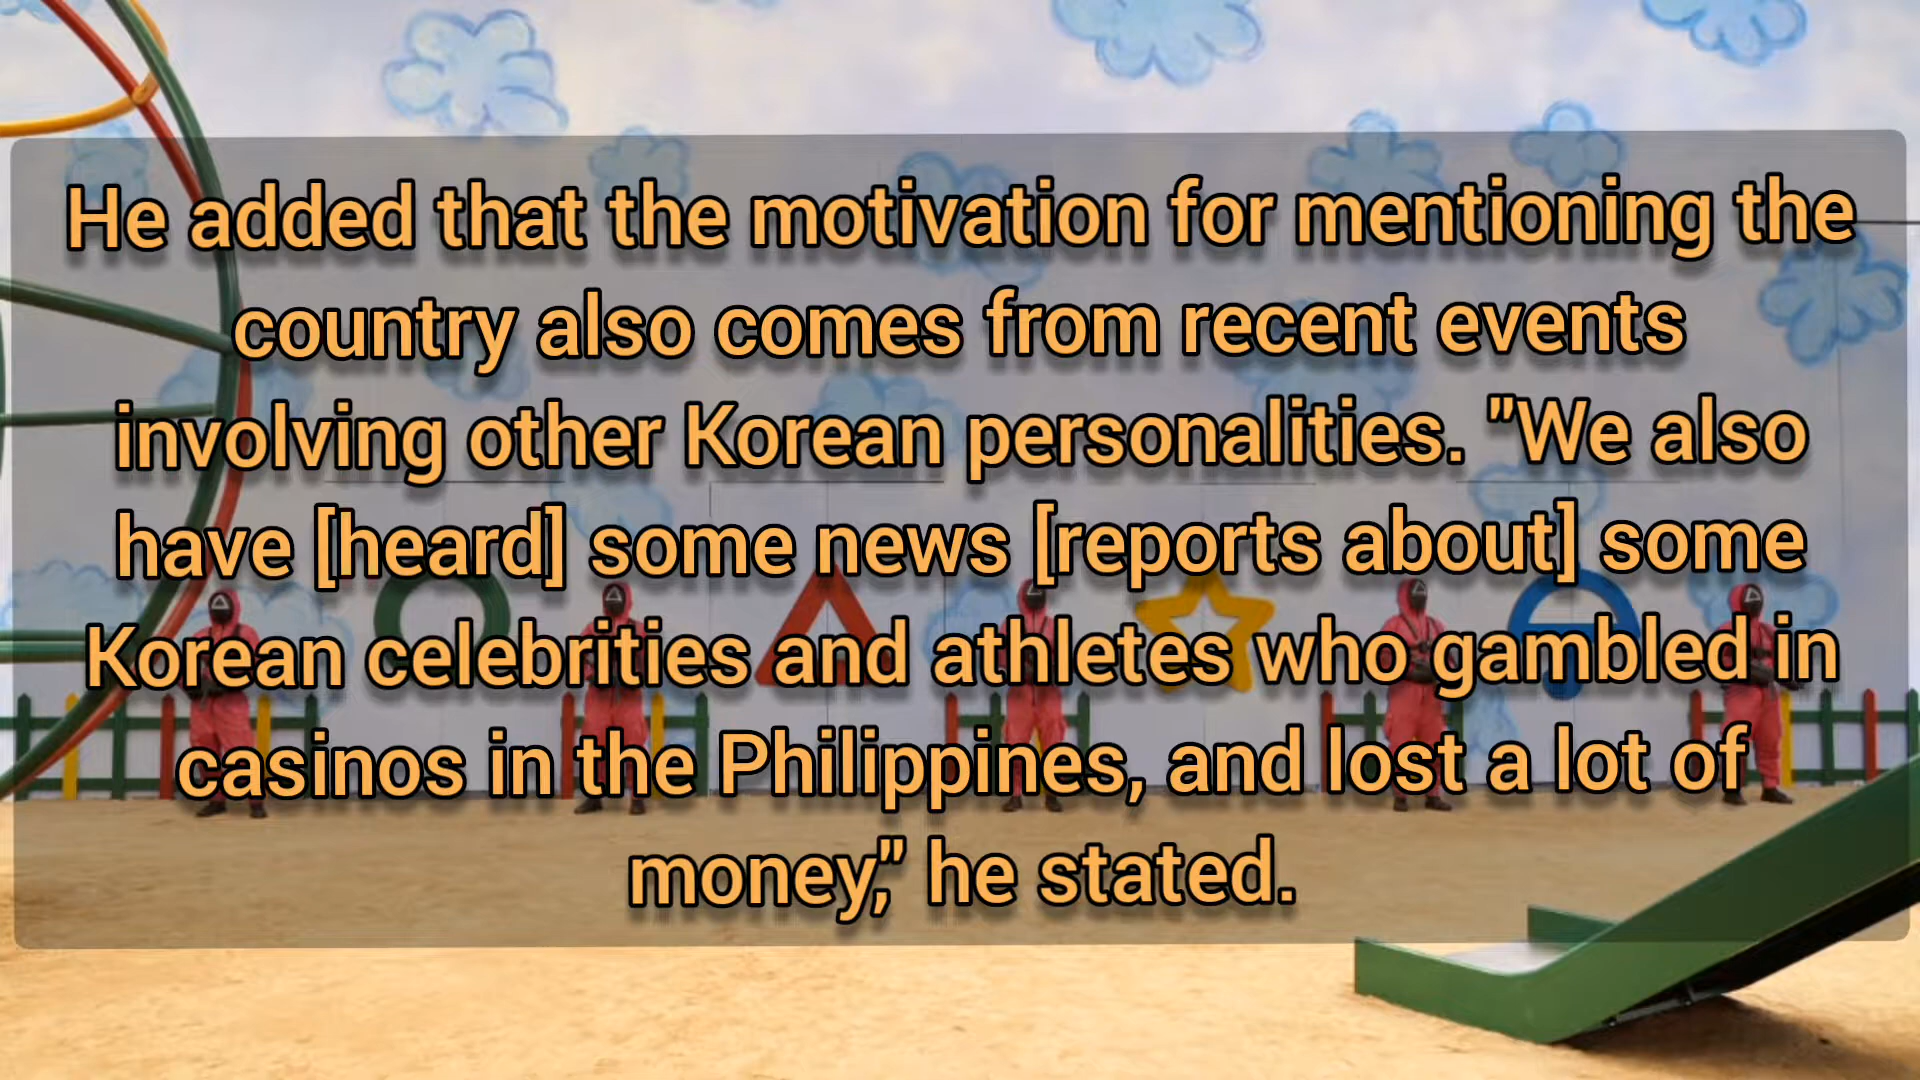 He added that the motivation for mentioning the
country also comes from recent events
involving other Korean personalities. "We also
have [heard] some news [reports about] some
Korean celebrities and athletes who gambled in
casinos in the Philippines, and lost a lot of
money," he stated.